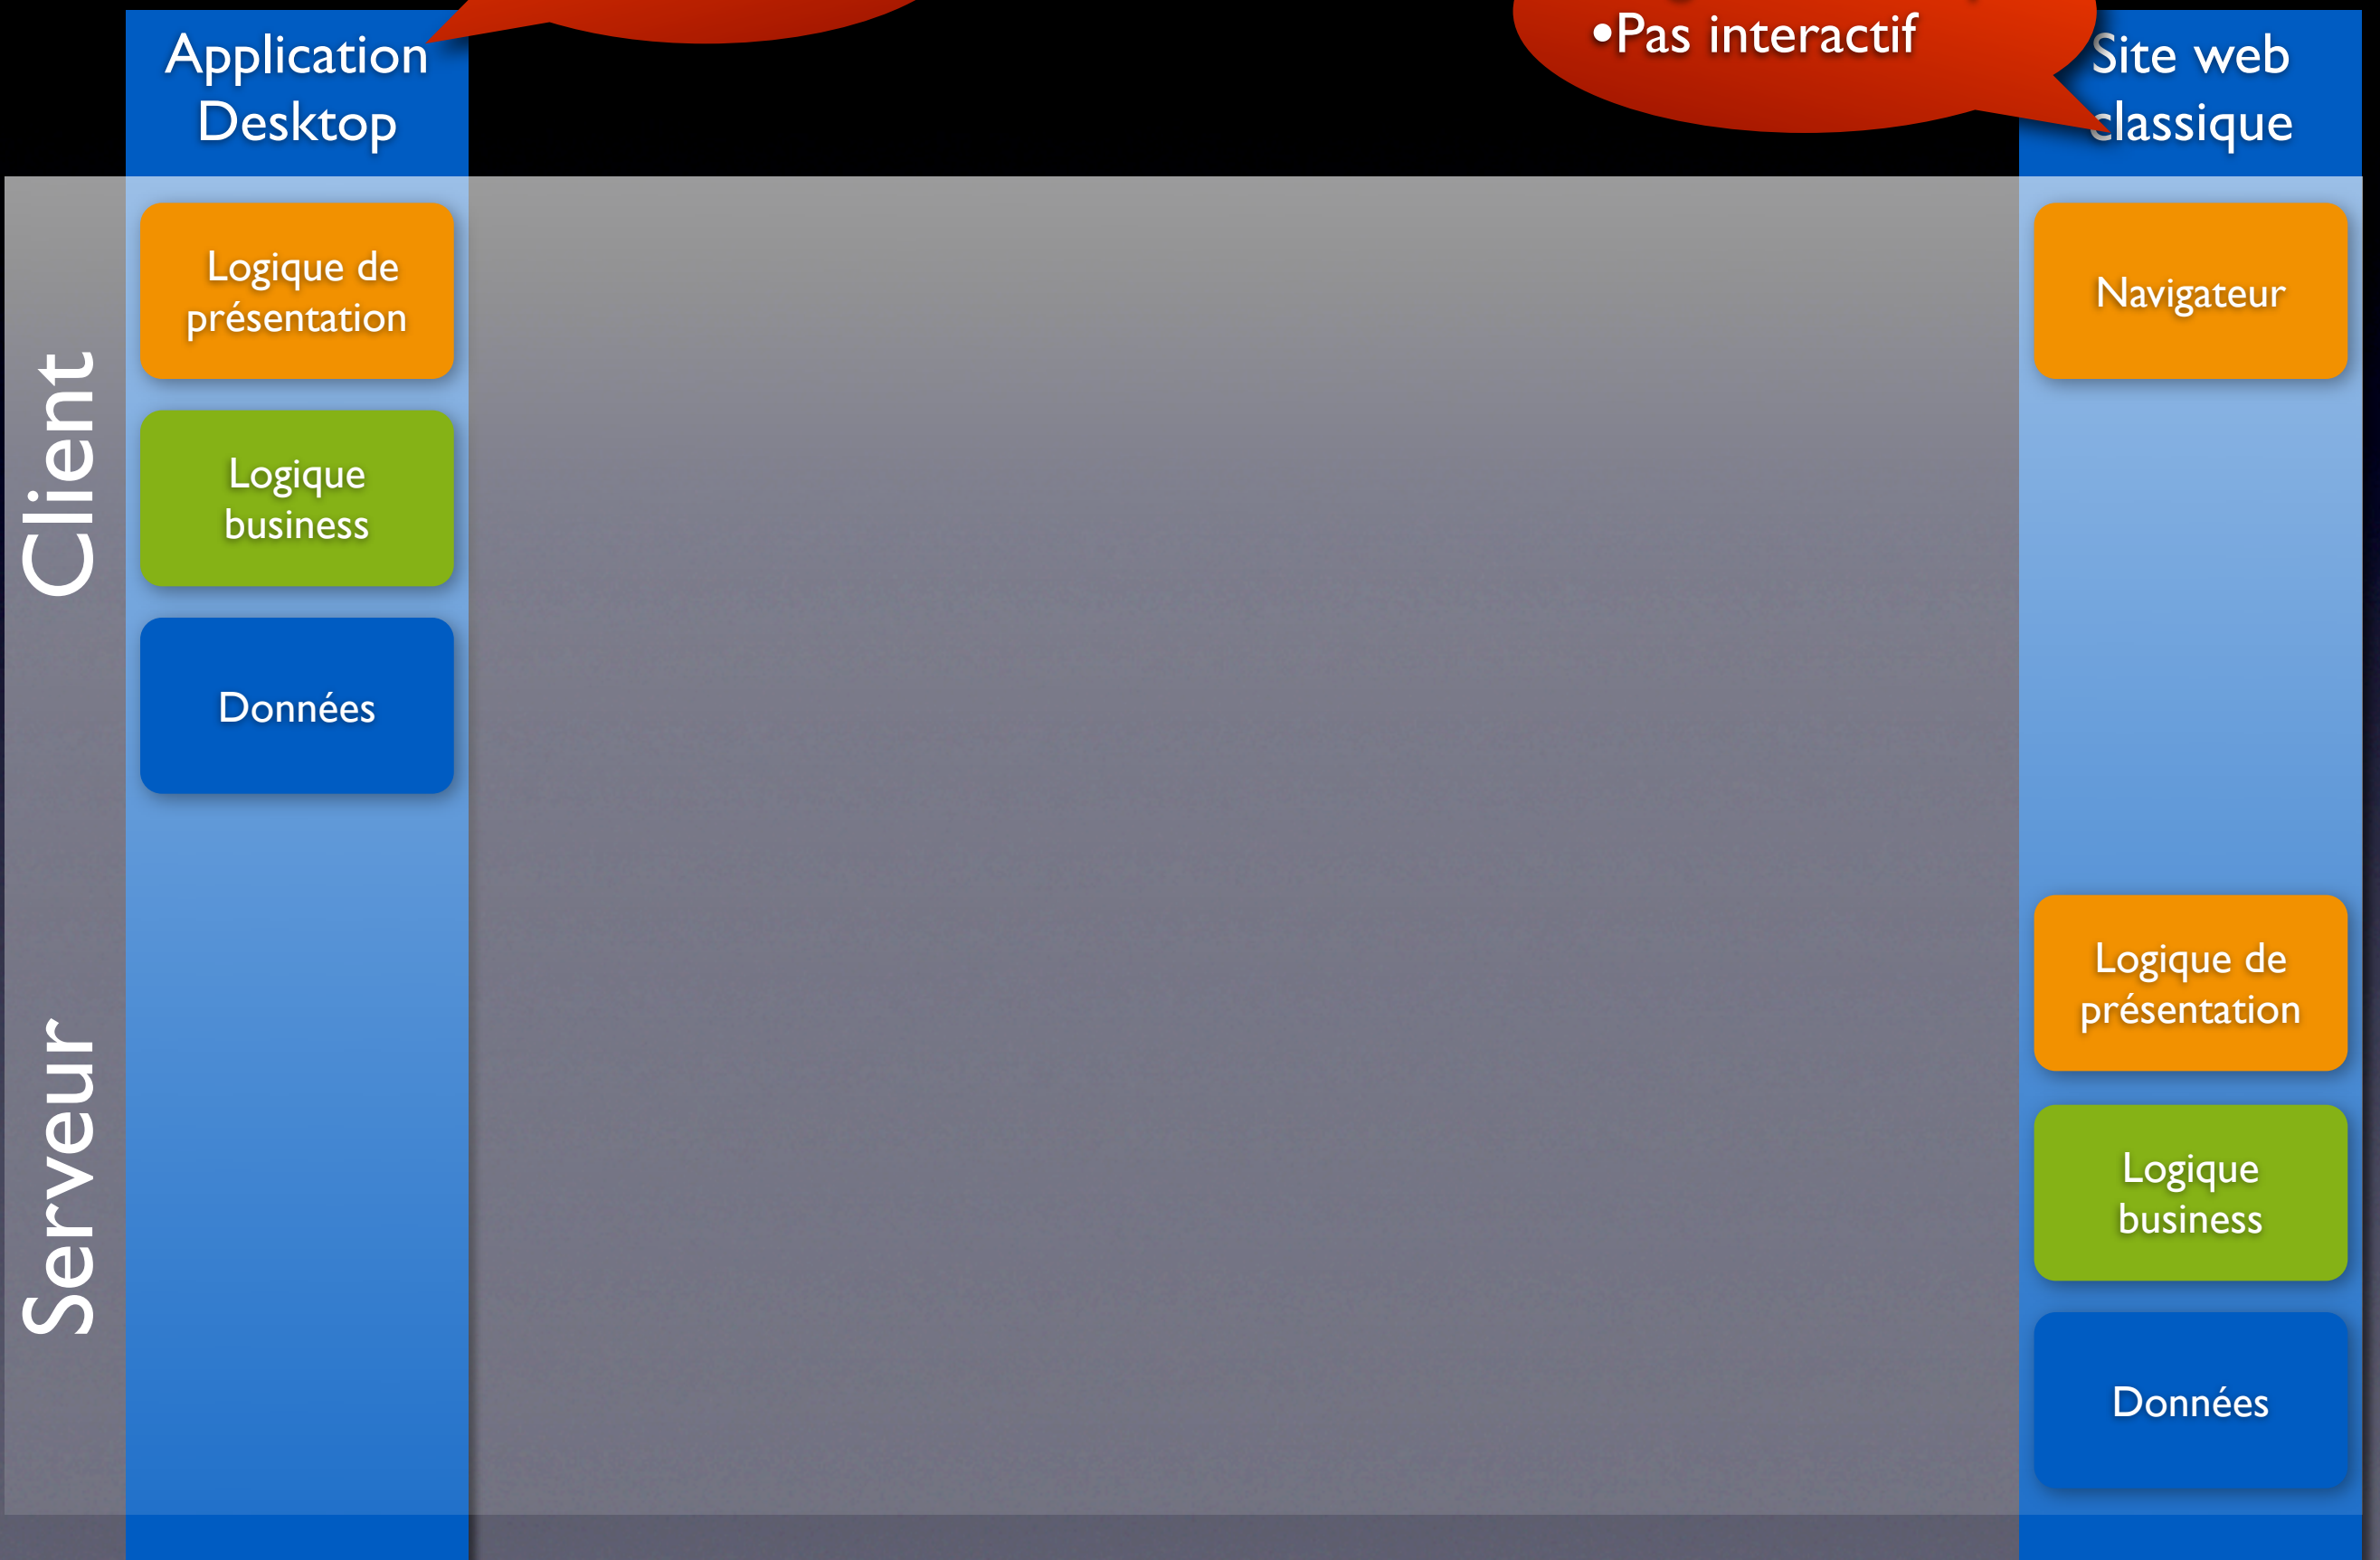 •Pas interactif
Application
Desktop
Site web
classique
Client
Logique de
présentation
Logique
business
Données
Navigateur
Serveur
Logique de
présentation
Logique
business
Données